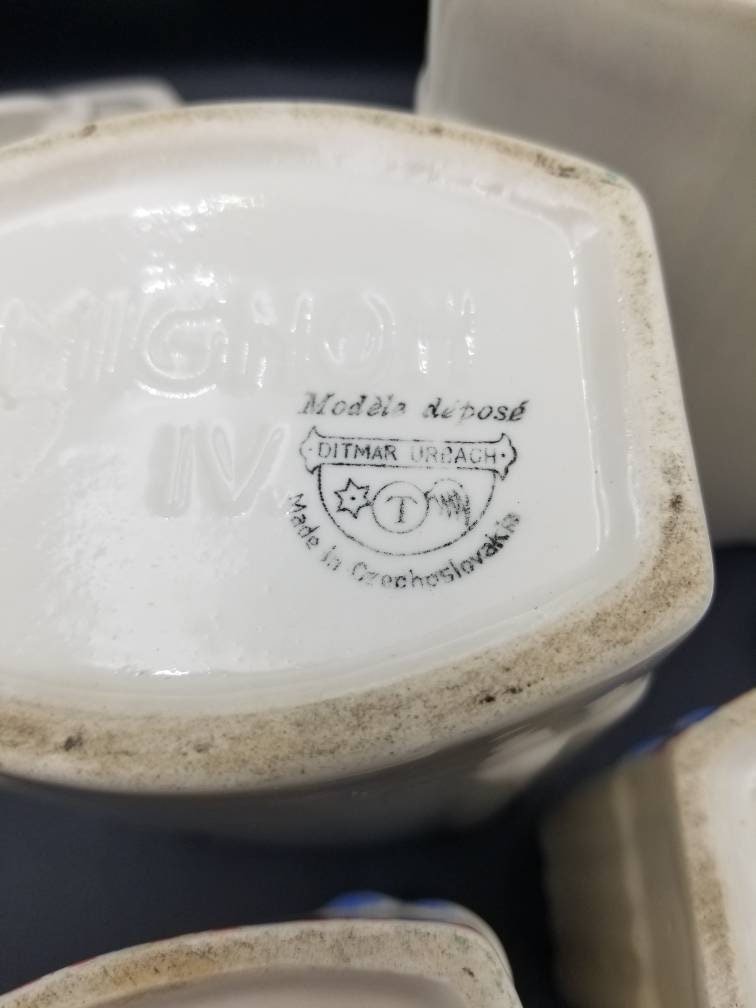 MIGNON
IV.
Modèle déposé
DITMAR URBACH
T
Made in Czechoslovakia